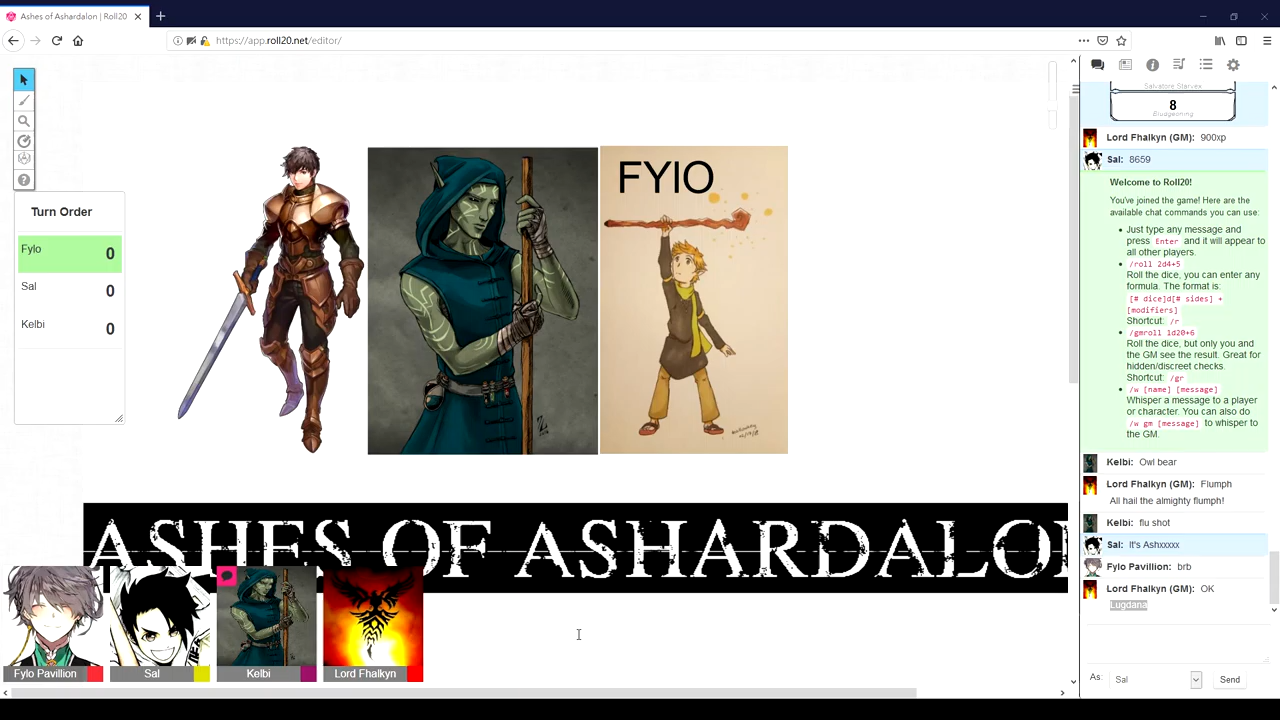 Ashes of Ashardalon | Roll20
https://app.roll20.net/editor/
Turn Order
Fylo 0
Sal 0
Kelbi 0
FYIO
ASHES OF ASHARDALO
Fylo Pavillion
Sal
Kelbi
Lord Fhalkyn
Salvatore Starvex
8
Bludgeoning
Lord Fhalkyn (GM): 900xp
Sal: 8659
Welcome to Roll20!
You've joined the game! Here are the
available chat commands you can use:
Just type any message and
press Enter and it will appear to
all other players.
/roll 2d4+5
Roll the dice, you can enter any
formula. The format is:
[# dice]d[# sides] +
[modifiers]
Shortcut: /r
/gmroll 1d20+6
Roll the dice, but only you and
the GM see the result. Great for
hidden/discreet checks.
Shortcut: /gr
/w [name] [message]
Whisper a message to a player
or character. You can also do
/w gm [message] to whisper to
the GM.
Kelbi: Owl bear
Lord Fhalkyn (GM): Flumph
All hail the almighty flumph!
Kelbi: flu shot
Sal: It's Ashxxxxx
Fylo Pavillion: brb
Lord Fhalkyn (GM): OK
Lugdana
As: Sal
Send